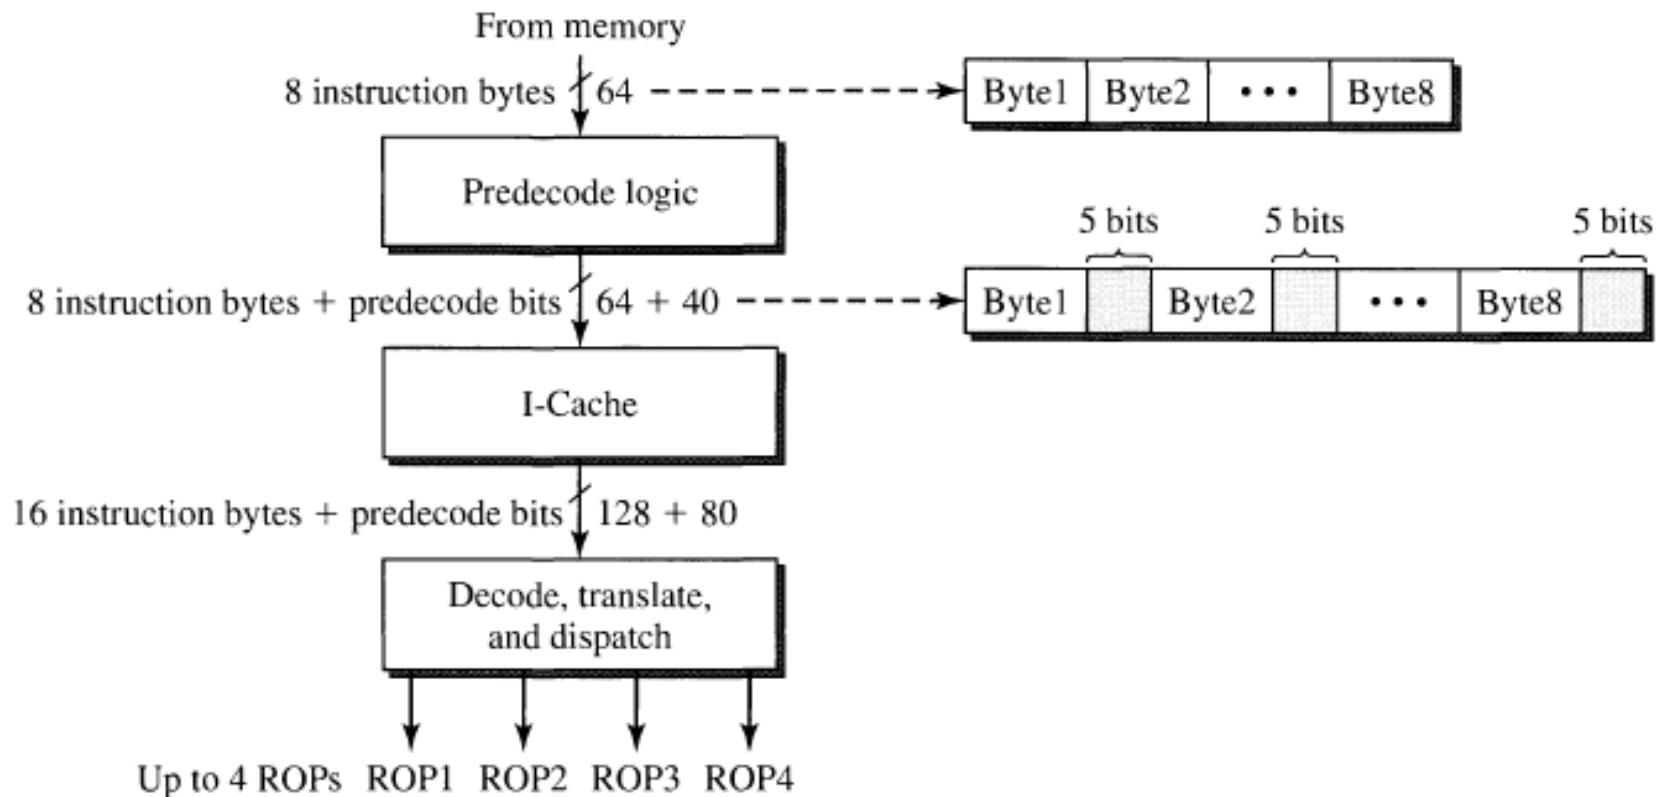 From memory
8 instruction bytes 64
Byte1 Byte2 • • • Byte8
Predecode logic
5 bits 5 bits 5 bits
8 instruction bytes + predecode bits 64 + 40
Byte1 Byte2 • • • Byte8
I-Cache
16 instruction bytes + predecode bits 128 + 80
Decode, translate,
and dispatch
Up to 4 ROPs ROP1 ROP2 ROP3 ROP4